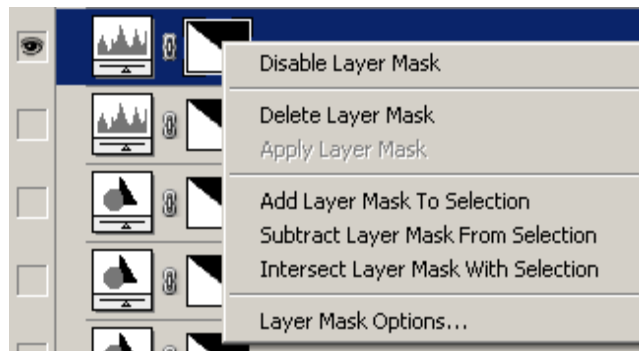 Disable Layer Mask
Delete Layer Mask
Apply Layer Mask
Add Layer Mask To Selection
Subtract Layer Mask From Selection
Intersect Layer Mask With Selection
Layer Mask Options...